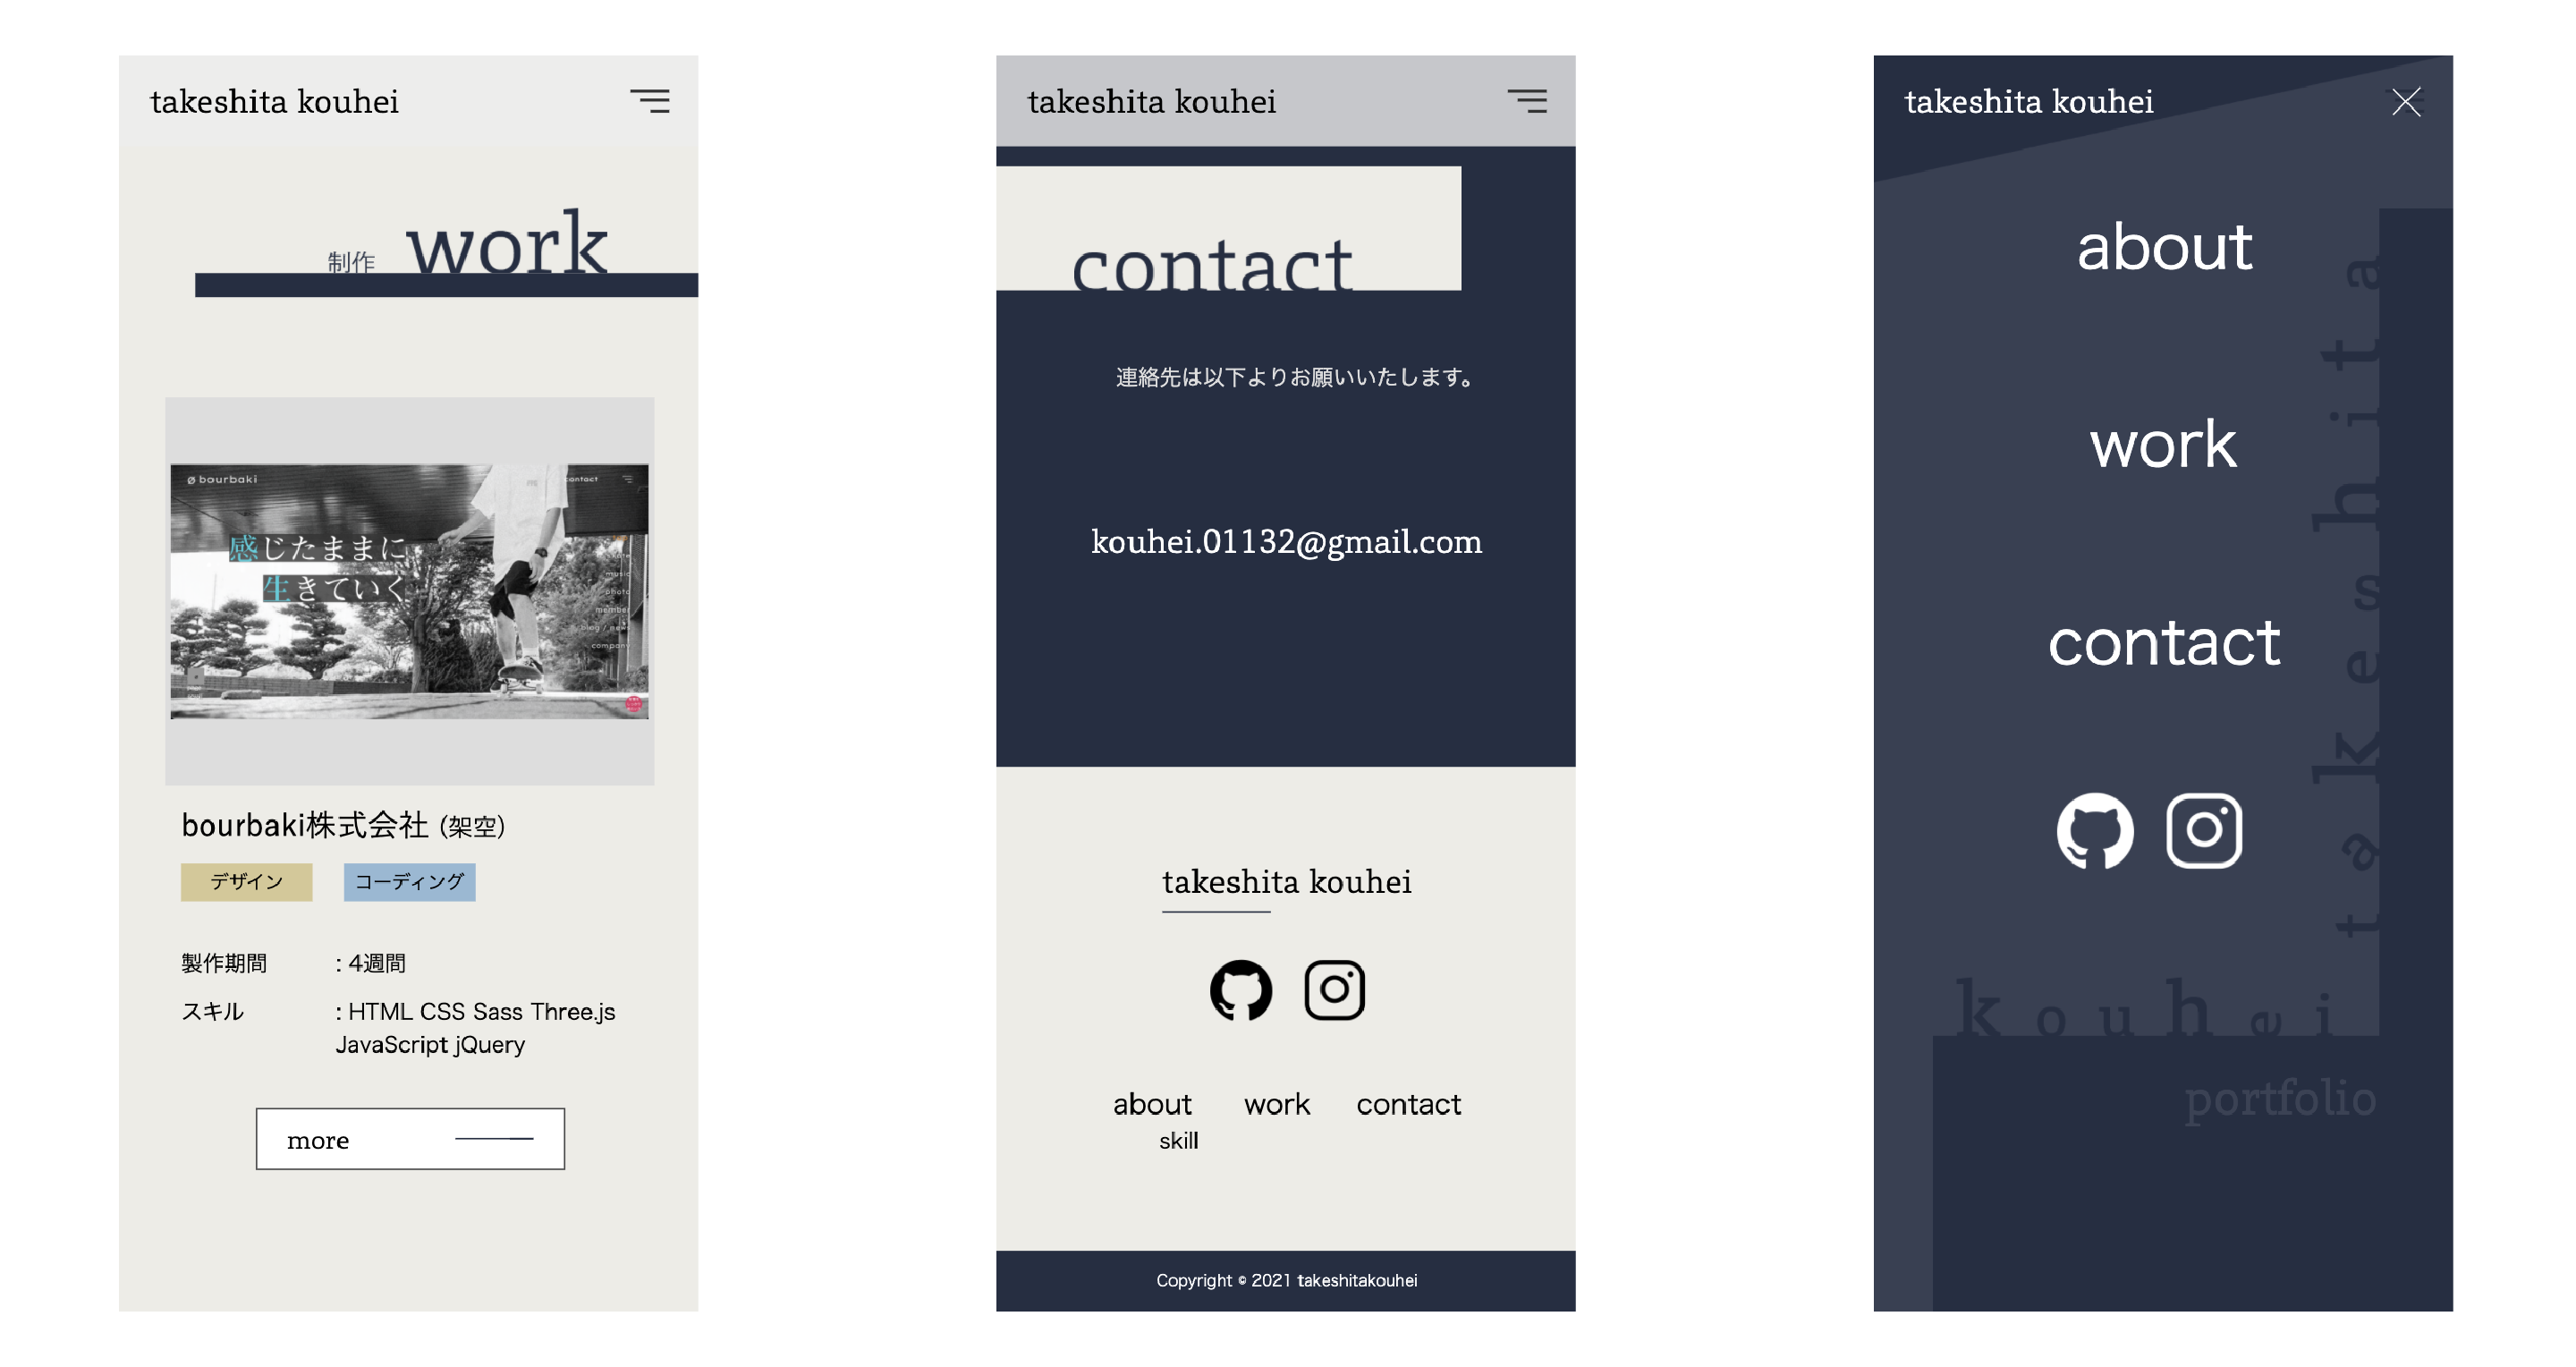 takeshita kouhei
制作 work
bourbaki
contact
感じたままに
生きていく
music
photo
member
blog / news
company
bourbaki株式会社 (架空)
デザイン コーディング
製作期間 : 4週間
スキル : HTML CSS Sass Three.js
JavaScript jQuery
more
takeshita kouhei
contact
連絡先は以下よりお願いいたします。
kouhei.01132@gmail.com
takeshita kouhei
about work contact
skill
Copyright © 2021 takeshitakouhei
takeshita kouhei
about
work
contact
takeshita
kouhei
portfolio